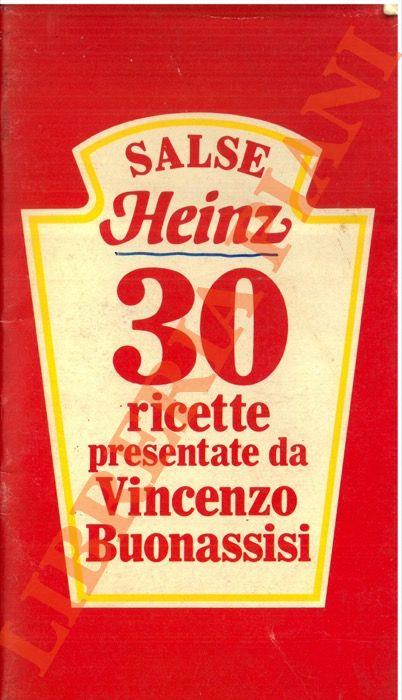 SALSE
Heinz
30
ricette
presentate da
Vincenzo
Buonassisi
LIBRERIA PIANI